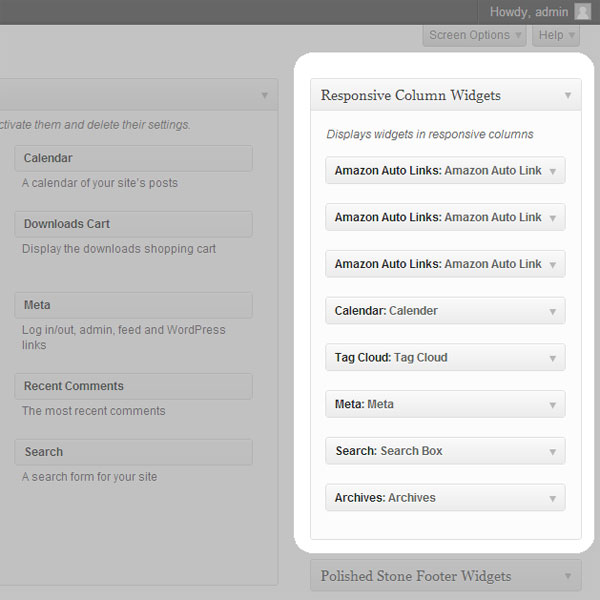 Howdy, admin
Screen Options
Help
ctivate them and delete their settings.
Calendar
A calendar of your site's posts
Downloads Cart
Display the downloads shopping cart
Meta
Log in/out, admin, feed and WordPress
links
Recent Comments
The most recent comments
Search
A search form for your site
Responsive Column Widgets
Displays widgets in responsive columns
Amazon Auto Links: Amazon Auto Link
Amazon Auto Links: Amazon Auto Link
Amazon Auto Links: Amazon Auto Link
Calendar: Calender
Tag Cloud: Tag Cloud
Meta: Meta
Search: Search Box
Archives: Archives
Polished Stone Footer Widgets